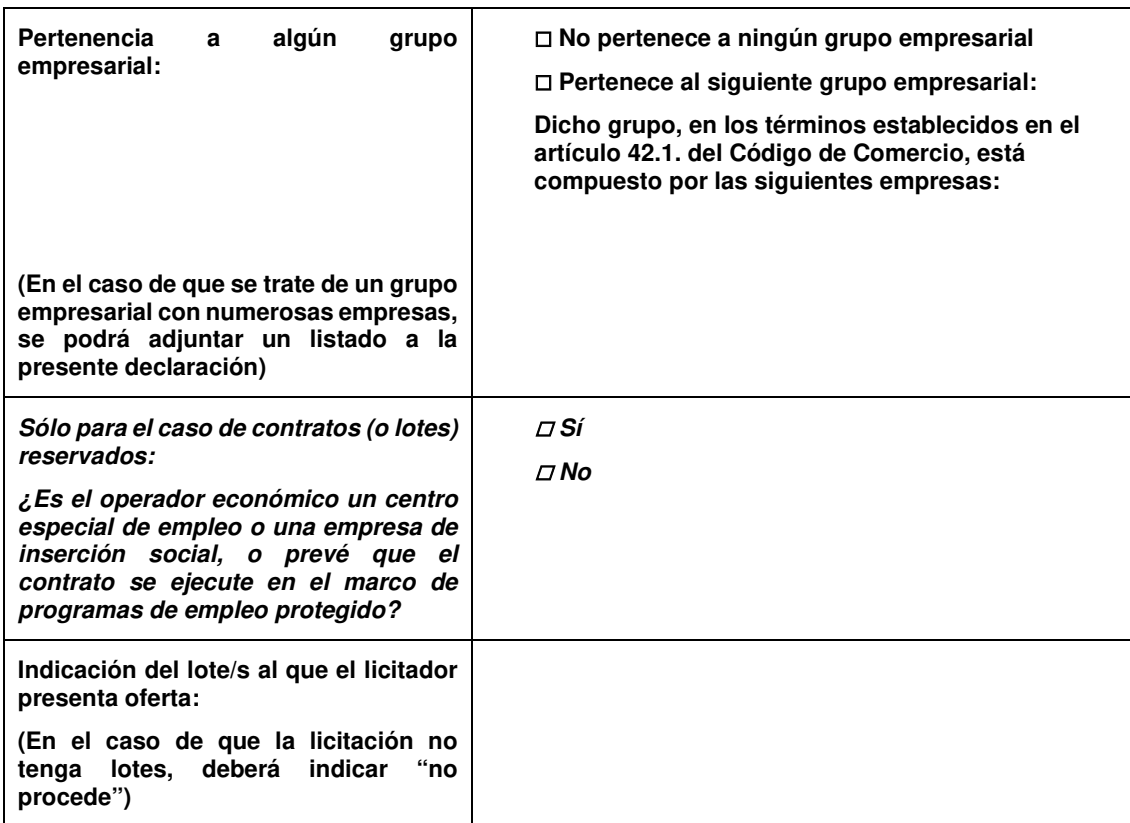 Pertenencia a algún grupo
empresarial:
□ No pertenece a ningún grupo empresarial
□ Pertenece al siguiente grupo empresarial:
Dicho grupo, en los términos establecidos en el
artículo 42.1. del Código de Comercio, está
compuesto por las siguientes empresas:
(En el caso de que se trate de un grupo
empresarial con numerosas empresas,
se podrá adjuntar un listado a la
presente declaración)
Sólo para el caso de contratos (o lotes)
reservados:
¿Es el operador económico un centro
especial de empleo o una empresa de
inserción social, o prevé que el
contrato se ejecute en el marco de
programas de empleo protegido?
□ Sí
□ No
Indicación del lote/s al que el licitador
presenta oferta:
(En el caso de que la licitación no
tenga lotes, deberá indicar “no
procede”)